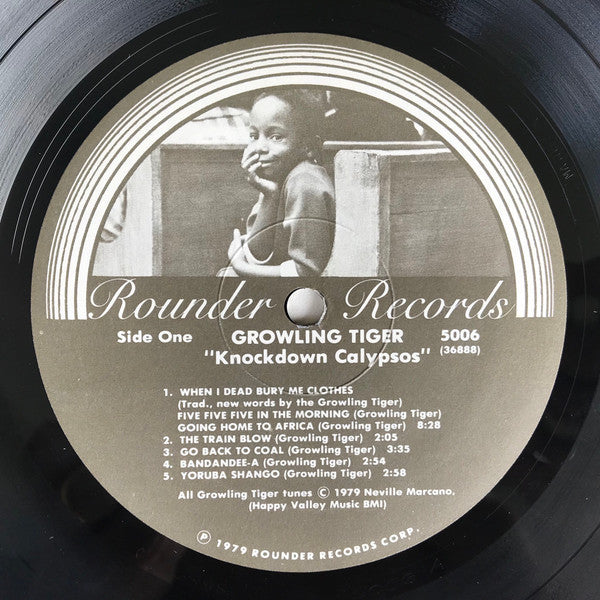 Rounder Records
Side One GROWLING TIGER 5006
"Knockdown Calypsos" (36888)
1. WHEN I DEAD BURY ME CLOTHES
(Trad., new words by the Growling Tiger)
FIVE FIVE FIVE IN THE MORNING (Growling Tiger)
GOING HOME TO AFRICA (Growling Tiger) 8:28
2. THE TRAIN BLOW (Growling Tiger) 2:05
3. GO BACK TO COAL (Growling Tiger) 3:35
4. BANDANDEE-A (Growling Tiger) 2:54
5. YORUBA SHANGO (Growling Tiger) 2:58
All Growling Tiger tunes © 1979 Neville Marcano,
(Happy Valley Music BMI)
℗ 1979 ROUNDER RECORDS CORP.